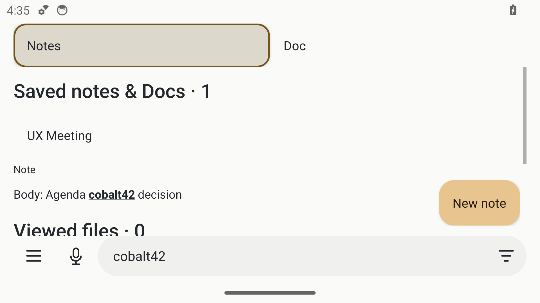 4:35
Notes
Doc
Saved notes & Docs · 1
UX Meeting
Note
Body: Agenda cobalt42 decision
New note
Viewed files · 0
cobalt42